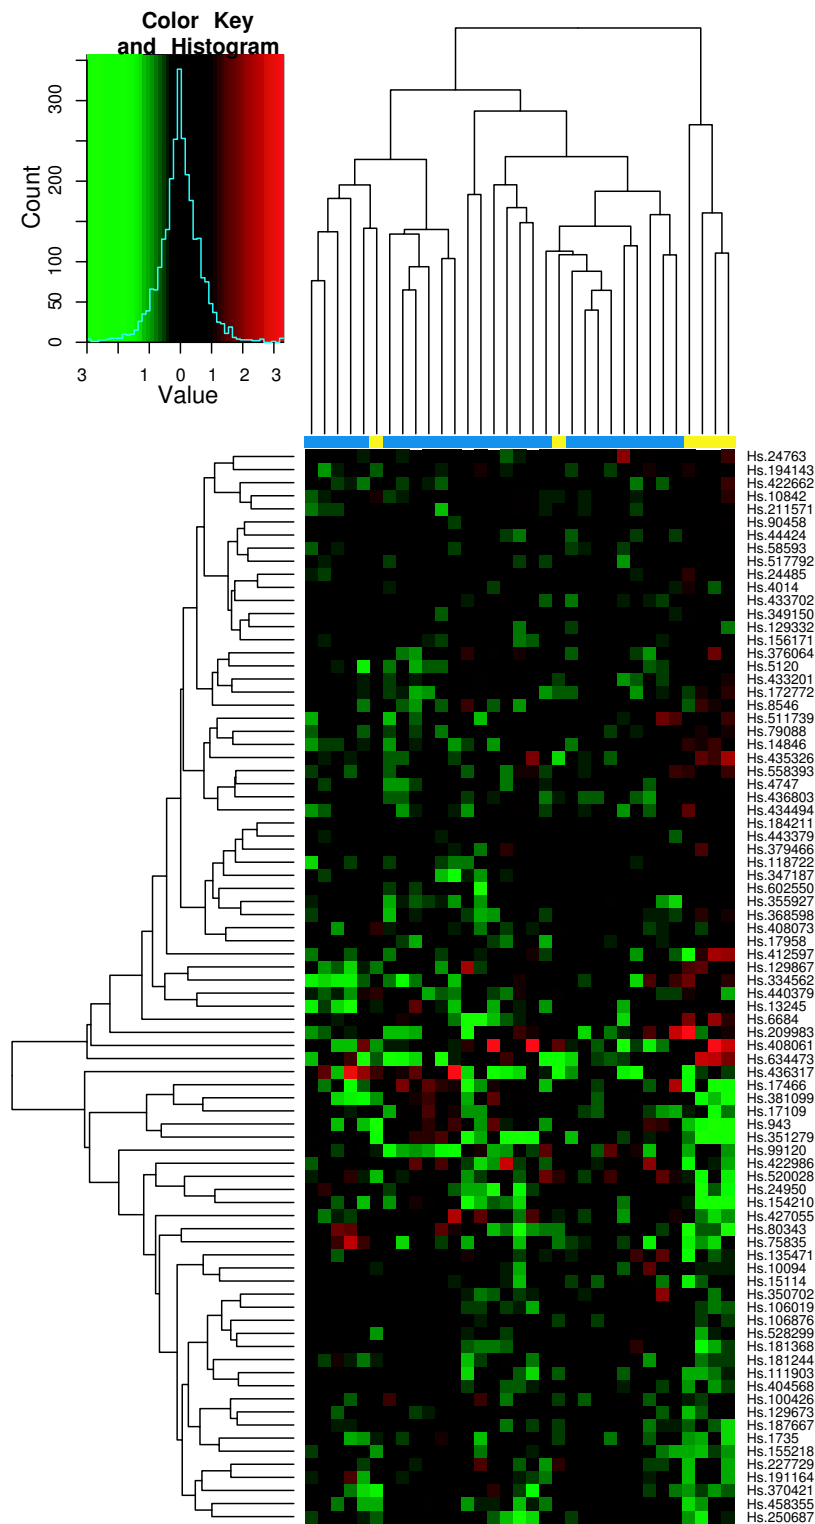 Color Key
and Histogram
Count
0
50
100
200
300
3
1
0
1
2
3
Value
Hs.24763
Hs.194143
Hs.422662
Hs.10842
Hs.211571
Hs.90458
Hs.44424
Hs.58593
Hs.517792
Hs.24485
Hs.4014
Hs.433702
Hs.349150
Hs.129332
Hs.156171
Hs.376064
Hs.5120
Hs.433201
Hs.172772
Hs.8546
Hs.511739
Hs.79088
Hs.14846
Hs.435326
Hs.558393
Hs.4747
Hs.436803
Hs.434494
Hs.184211
Hs.443379
Hs.379466
Hs.118722
Hs.347187
Hs.602550
Hs.355927
Hs.368598
Hs.408073
Hs.17958
Hs.412597
Hs.129867
Hs.334562
Hs.440379
Hs.13245
Hs.6684
Hs.209983
Hs.408061
Hs.634473
Hs.436317
Hs.17466
Hs.381099
Hs.17109
Hs.943
Hs.351279
Hs.99120
Hs.422986
Hs.520028
Hs.24950
Hs.154210
Hs.427055
Hs.80343
Hs.75835
Hs.135471
Hs.10094
Hs.15114
Hs.350702
Hs.106019
Hs.106876
Hs.528299
Hs.181368
Hs.181244
Hs.111903
Hs.404568
Hs.100426
Hs.129673
Hs.187667
Hs.1735
Hs.155218
Hs.227729
Hs.191164
Hs.370421
Hs.458355
Hs.250687